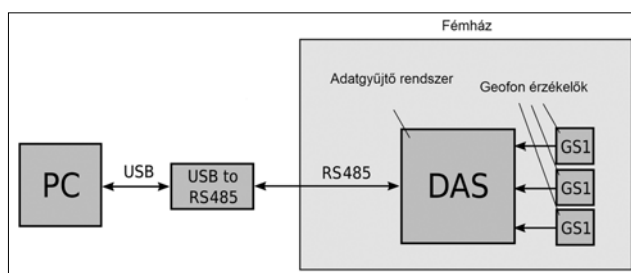 Fémház
Adatgyűjtő rendszer
Geofon érzékelők
PC
USB
USB to
RS485
RS485
DAS
GS1
GS1
GS1